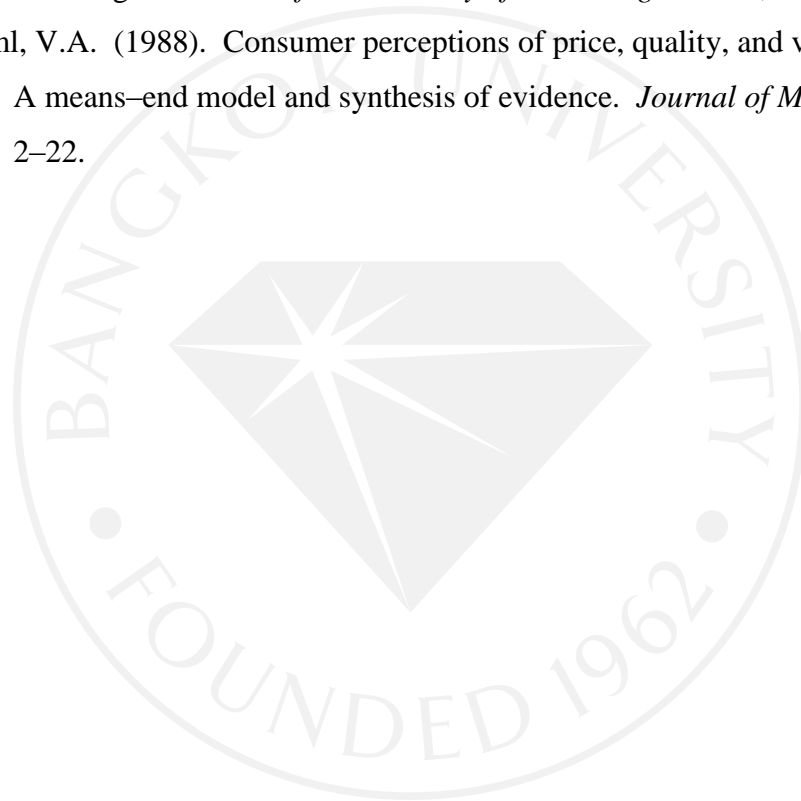 nl, V.A. (1988). Consumer perceptions of price, quality, and v
A means–end model and synthesis of evidence. Journal of M
2–22.
BANGKOK UNIVERSITY
FOUNDED 1962